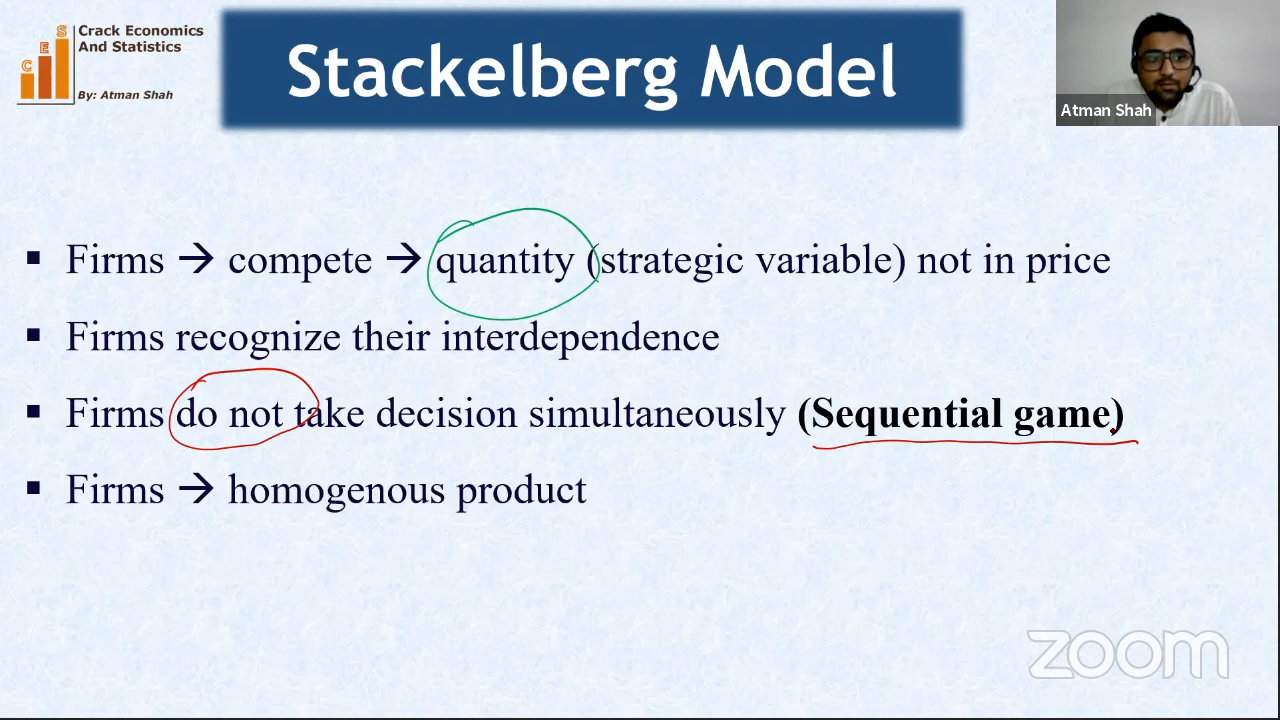 C E S
Crack Economics
And Statistics
By: Atman Shah
Stackelberg Model
Atman Shah
▪ Firms → compete → quantity (strategic variable) not in price
▪ Firms recognize their interdependence
▪ Firms do not take decision simultaneously (Sequential game)
▪ Firms → homogenous product
zoom